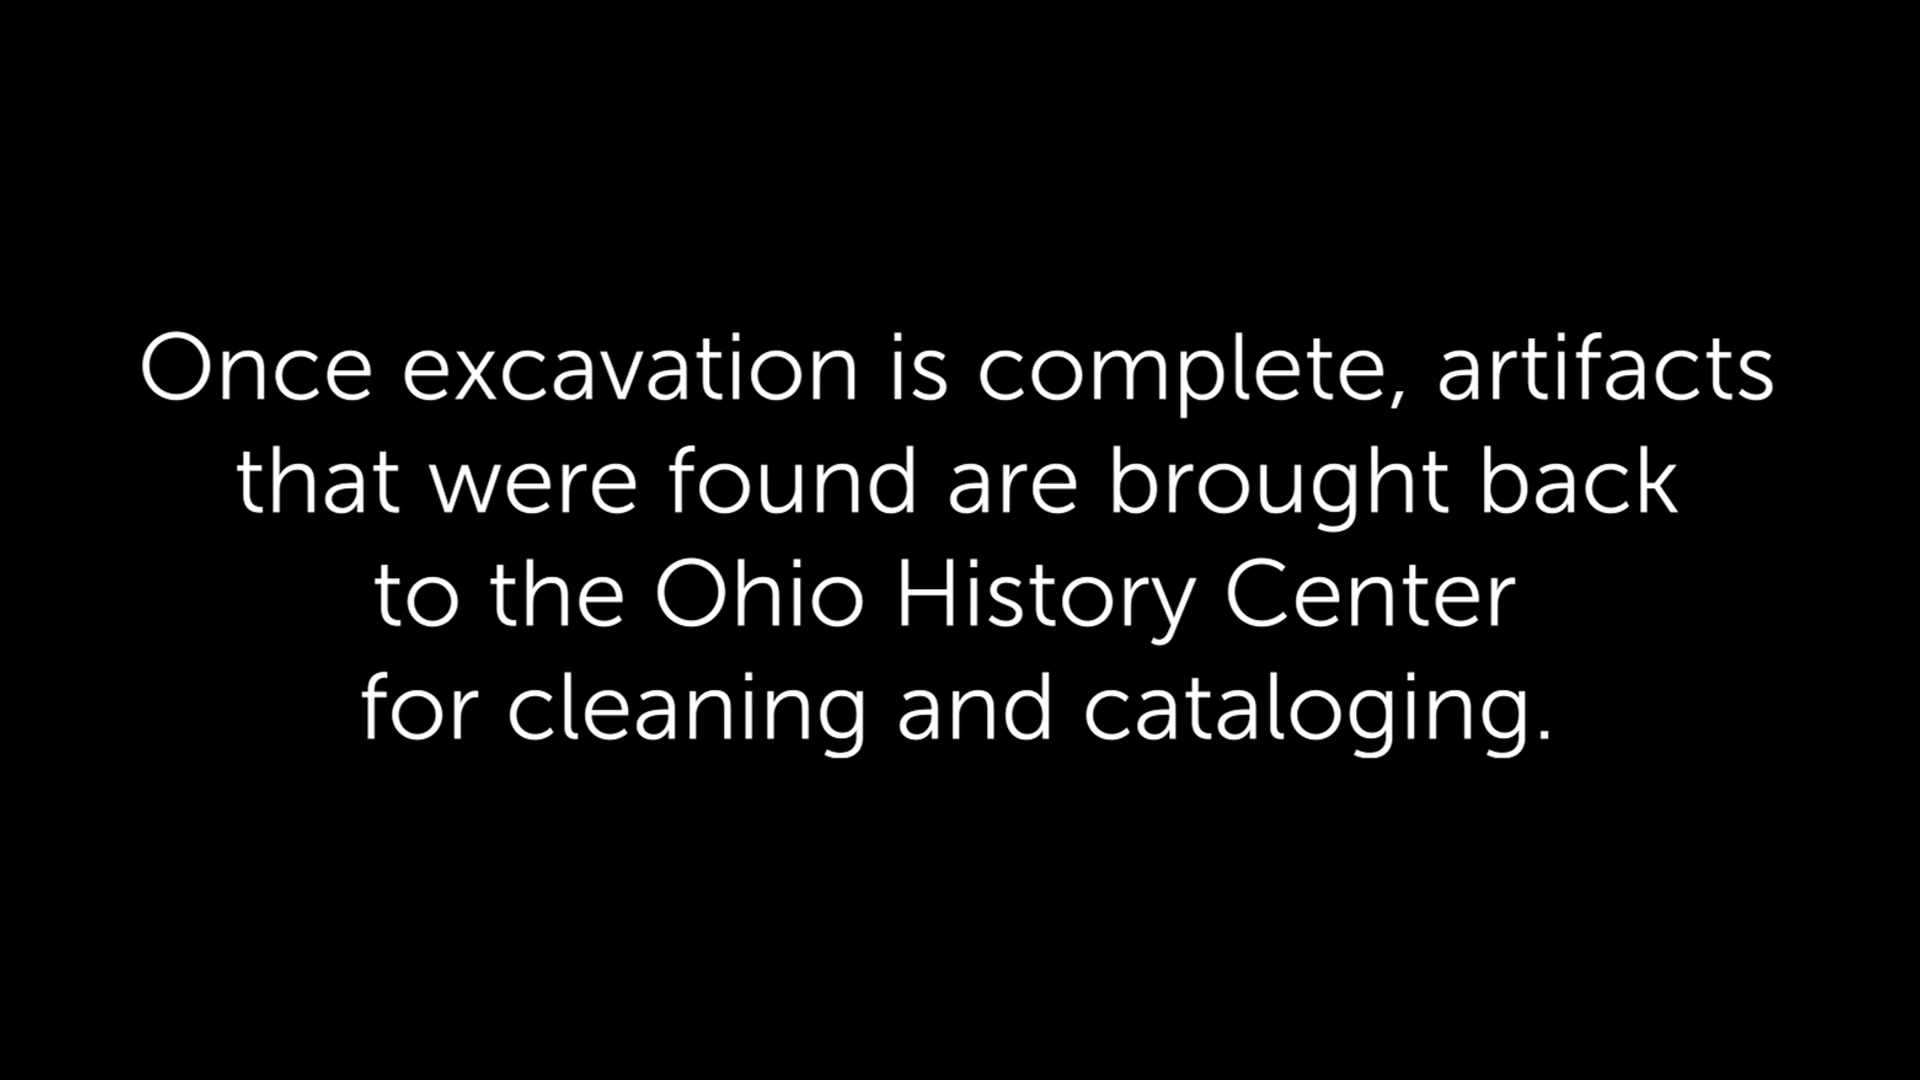 Once excavation is complete, artifacts
that were found are brought back
to the Ohio History Center
for cleaning and cataloging.